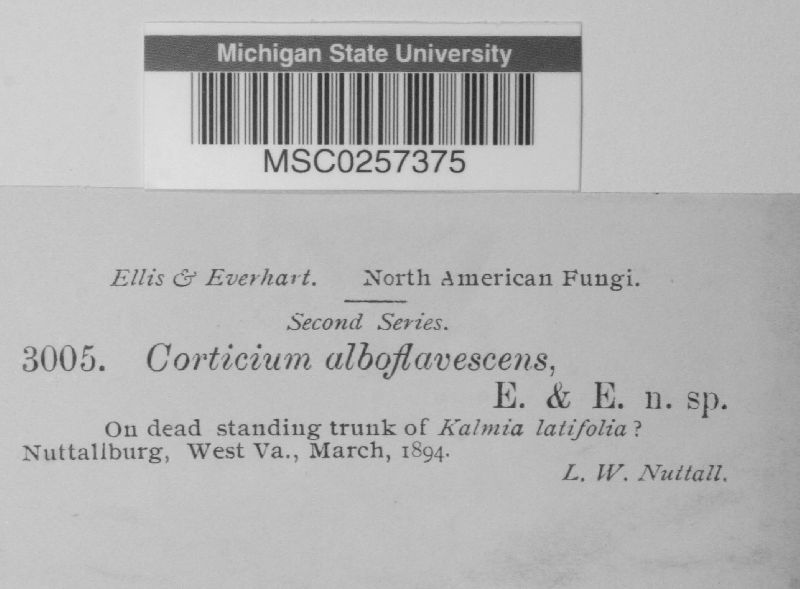 Michigan State University
MSC0257375
Ellis & Everhart. North American Fungi.
Second Series.
3005. Corticium alboflavescens,
E. & E. n. sp.
On dead standing trunk of Kalmia latifolia?
Nuttallburg, West Va., March, 1894.
L. W. Nuttall.